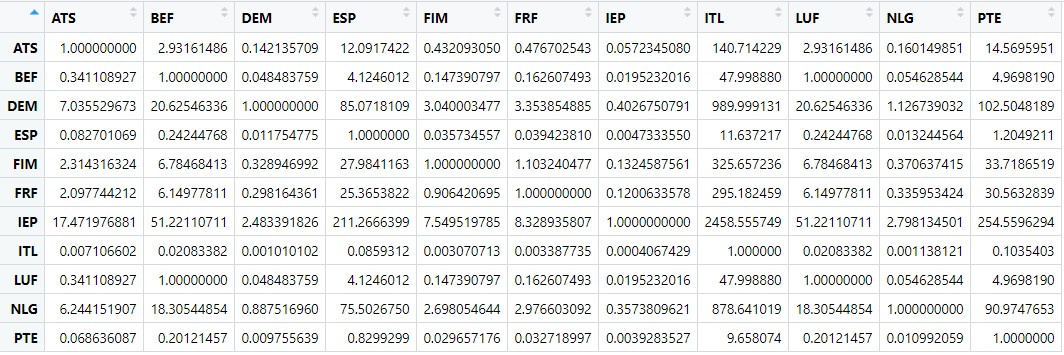 ATS BEF DEM ESP FIM FRF IEP ITL LUF NLG PTE
ATS 1.000000000 2.93161486 0.142135709 12.0917422 0.432093050 0.476702543 0.0572345080 140.714229 2.93161486 0.160149851 14.5695951
BEF 0.341108927 1.00000000 0.048483759 4.1246012 0.147390797 0.162607493 0.0195232016 47.998880 1.00000000 0.054628544 4.9698190
DEM 7.035529673 20.62546336 1.000000000 85.0718109 3.040003477 3.353854885 0.4026750791 989.999131 20.62546336 1.126739032 102.5048189
ESP 0.082701069 0.24244768 0.011754775 1.0000000 0.035734557 0.039423810 0.0047333550 11.637217 0.24244768 0.013244564 1.2049211
FIM 2.314316324 6.78468413 0.328946992 27.9841163 1.000000000 1.103240477 0.1324587561 325.657236 6.78468413 0.370637415 33.7186519
FRF 2.097744212 6.14977811 0.298164361 25.3653822 0.906420695 1.000000000 0.1200633578 295.182459 6.14977811 0.335953424 30.5632839
IEP 17.471976881 51.22110711 2.483391826 211.2666399 7.549519785 8.328935807 1.0000000000 2458.555749 51.22110711 2.798134501 254.5596294
ITL 0.007106602 0.02083382 0.001010102 0.0859312 0.003070713 0.003387735 0.0004067429 1.000000 0.02083382 0.001138121 0.1035403
LUF 0.341108927 1.00000000 0.048483759 4.1246012 0.147390797 0.162607493 0.0195232016 47.998880 1.00000000 0.054628544 4.9698190
NLG 6.244151907 18.30544854 0.887516960 75.5026750 2.698054644 2.976603092 0.3573809621 878.641019 18.30544854 1.000000000 90.9747653
PTE 0.068636087 0.20121457 0.009755639 0.8299299 0.029657176 0.032718997 0.0039283527 9.658074 0.20121457 0.010992059 1.0000000